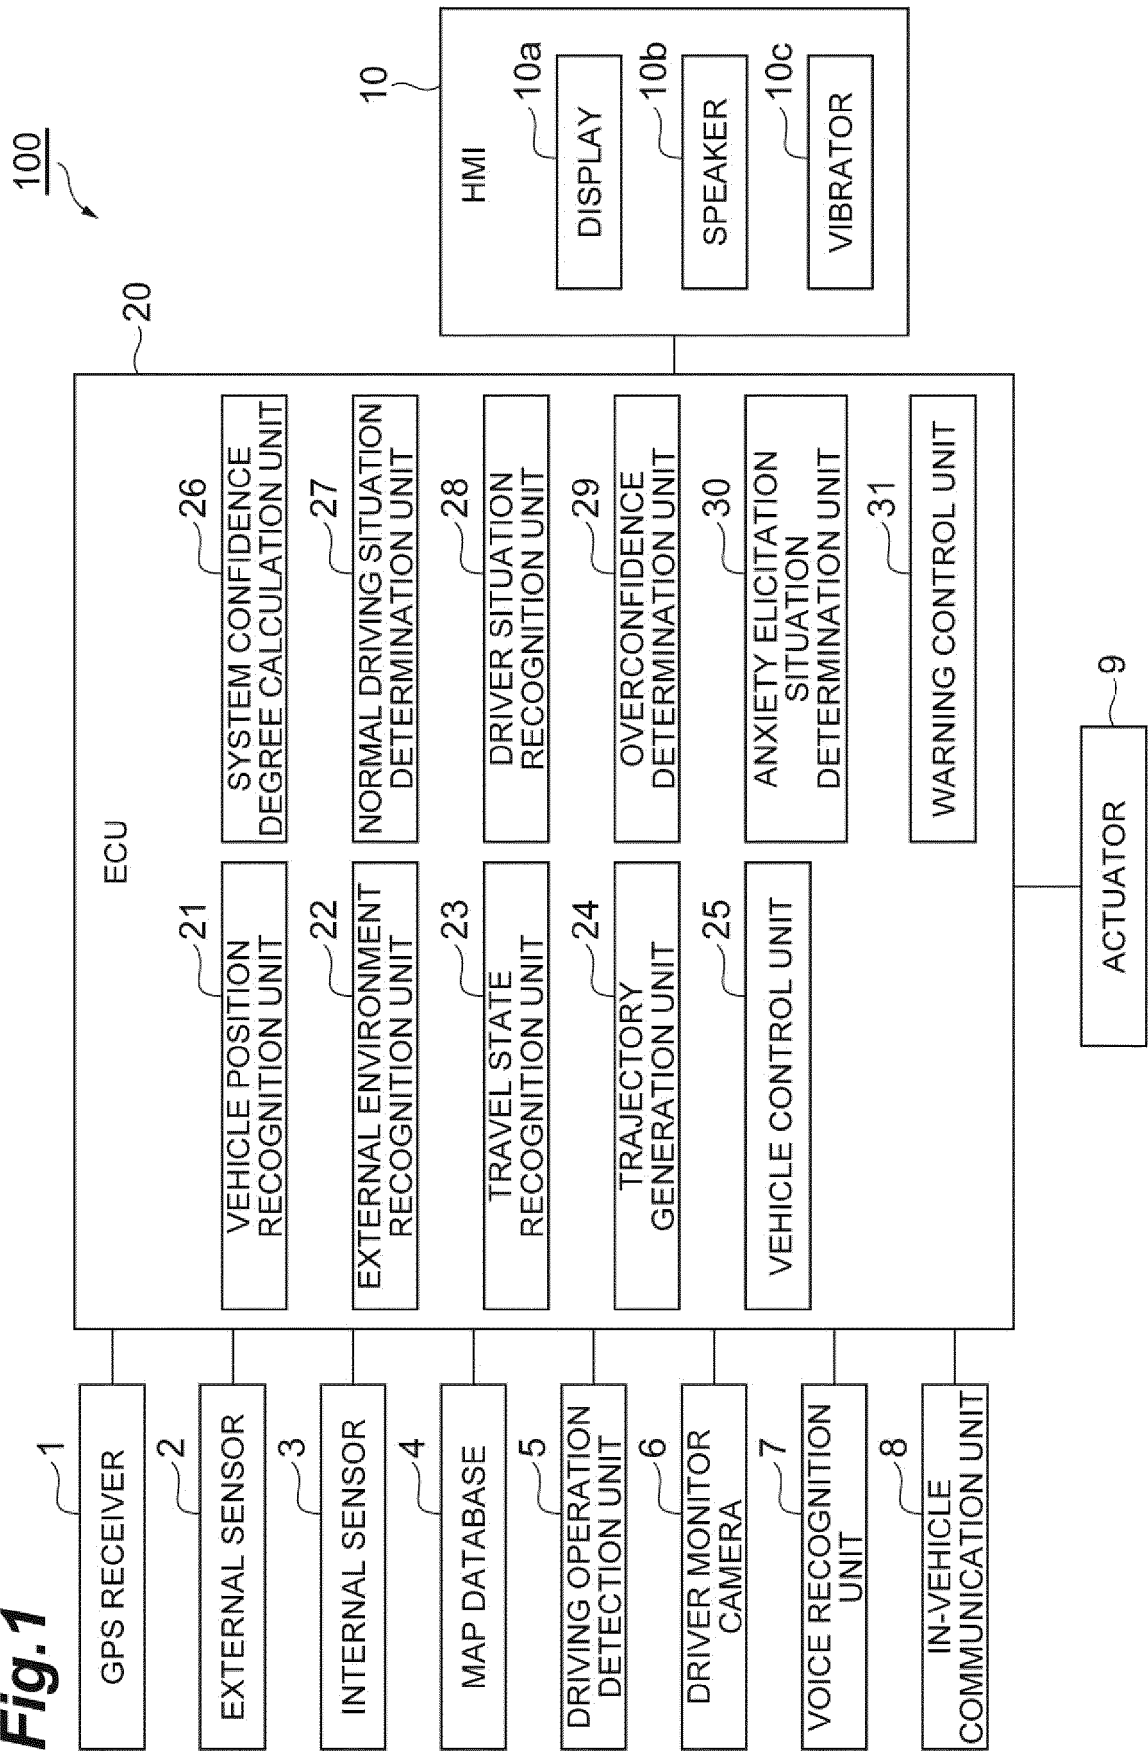 Fig.1
100
1
GPS RECEIVER
2
EXTERNAL SENSOR
3
INTERNAL SENSOR
4
MAP DATABASE
5
DRIVING OPERATION
DETECTION UNIT
6
DRIVER MONITOR
CAMERA
7
VOICE RECOGNITION
UNIT
8
IN-VEHICLE
COMMUNICATION UNIT
20
ECU
21
VEHICLE POSITION
RECOGNITION UNIT
22
EXTERNAL ENVIRONMENT
RECOGNITION UNIT
23
TRAVEL STATE
RECOGNITION UNIT
24
TRAJECTORY
GENERATION UNIT
25
VEHICLE CONTROL UNIT
26
SYSTEM CONFIDENCE
DEGREE CALCULATION UNIT
27
NORMAL DRIVING SITUATION
DETERMINATION UNIT
28
DRIVER SITUATION
RECOGNITION UNIT
29
OVERCONFIDENCE
DETERMINATION UNIT
30
ANXIETY ELICITATION
SITUATION
DETERMINATION UNIT
31
WARNING CONTROL UNIT
10
HMI
10a
DISPLAY
10b
SPEAKER
10c
VIBRATOR
9
ACTUATOR